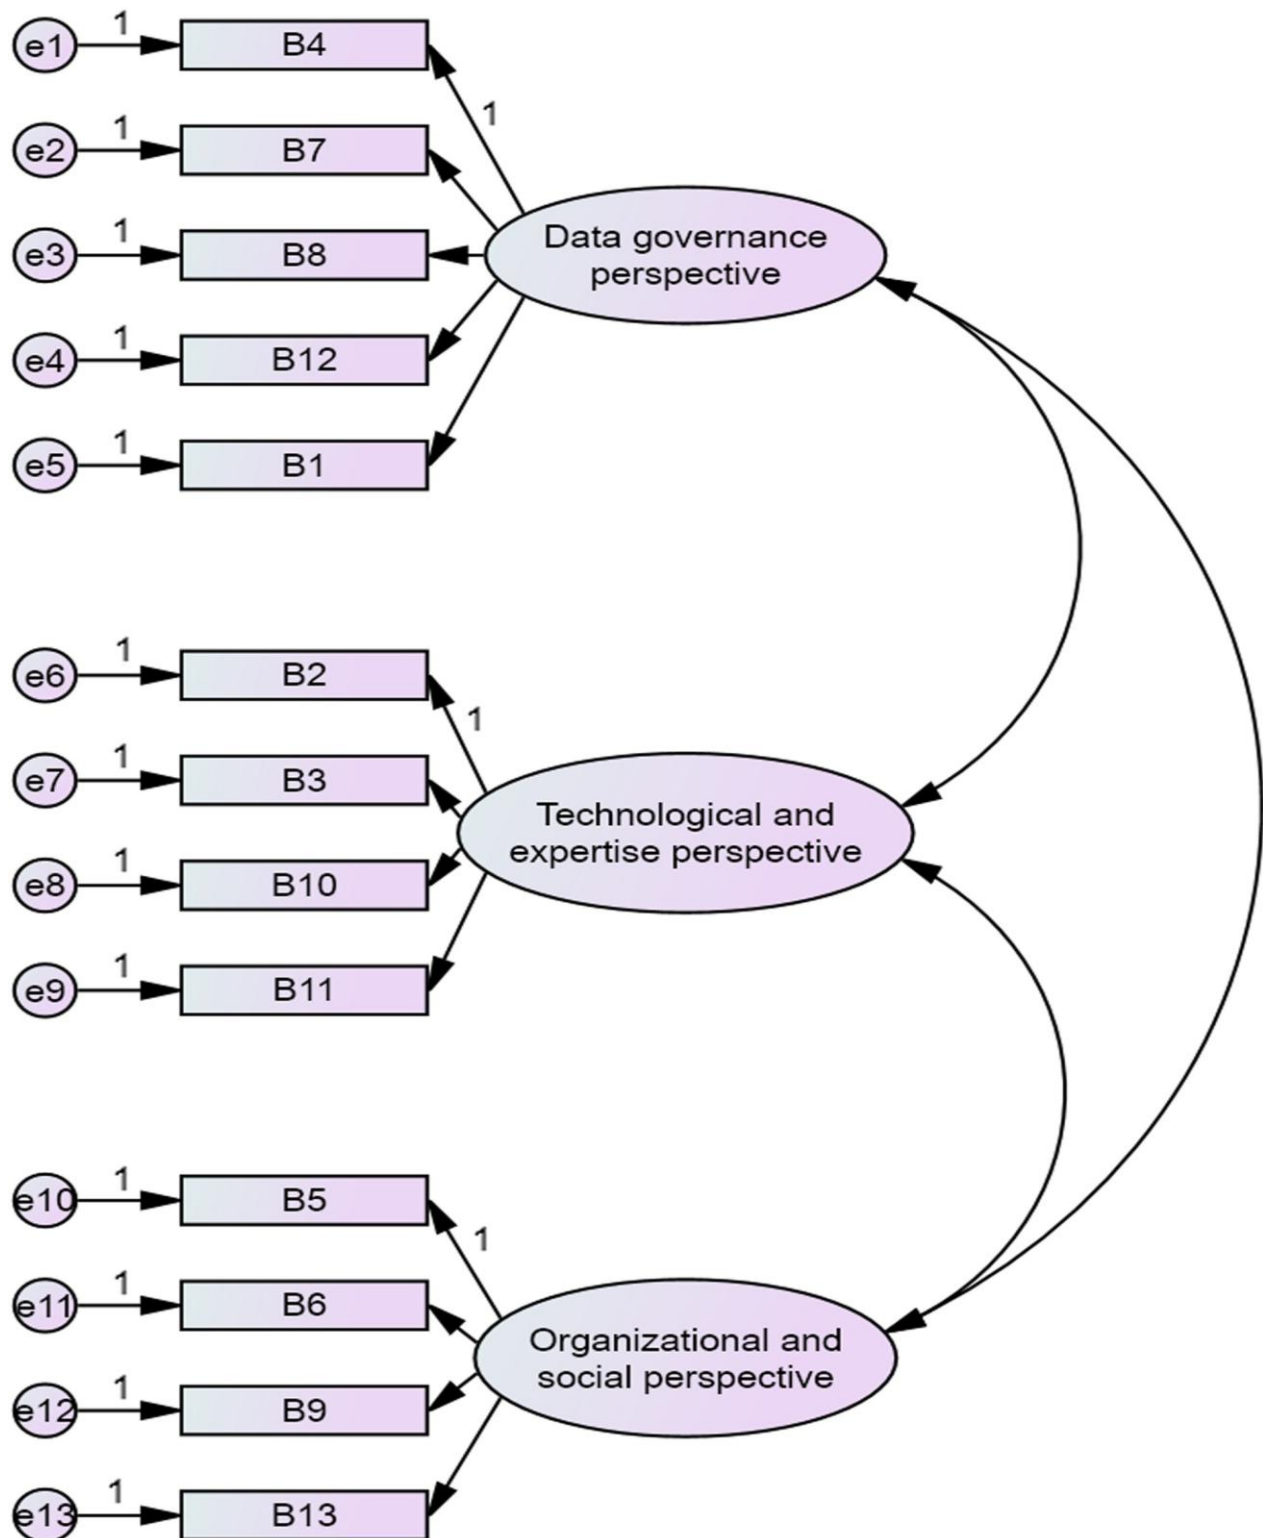 e1 1 B4
1
e2 1 B7
e3 1 B8
Data governance
perspective
e4 1 B12
e5 1 B1
e6 1 B2
1
e7 1 B3
Technological and
expertise perspective
e8 1 B10
e9 1 B11
e10 1 B5
1
e11 1 B6
Organizational and
social perspective
e12 1 B9
e13 1 B13